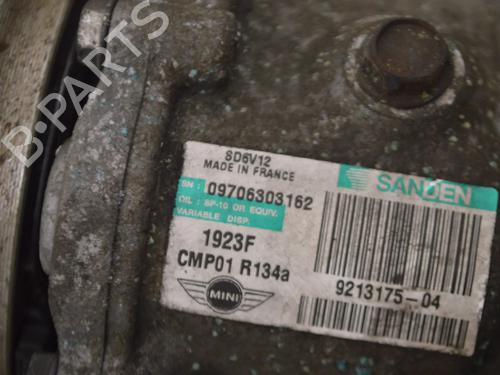 B-PARTS
SD6V12
MADE IN FRANCE
SN: 09706303162
OIL: SP-10 OR EQUIV.
VARIABLE DISP.
SANDEN
1923F
CMP01 R134a
MINI
9213175-04